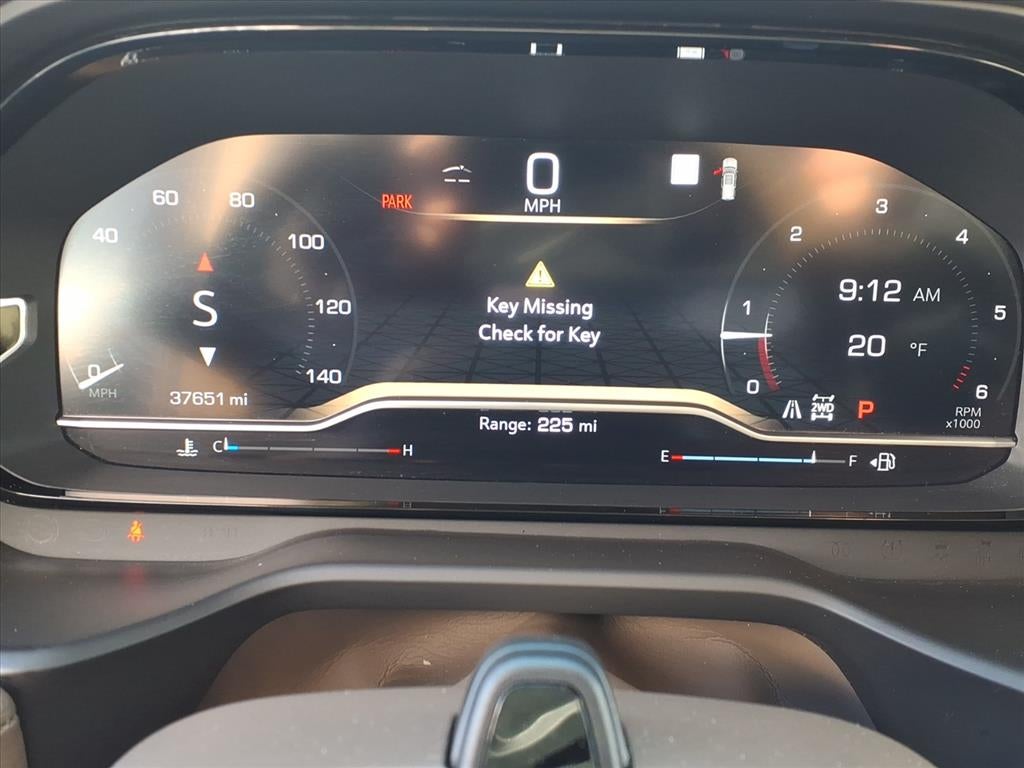 0
MPH
PARK
Key Missing
Check for Key
40
60
80
100
120
140
0
MPH
S
37651 mi
Range: 225 mi
C
H
E
F
0
1
2
3
4
5
6
9:12 AM
20 °F
2WD
P
RPM
x1000